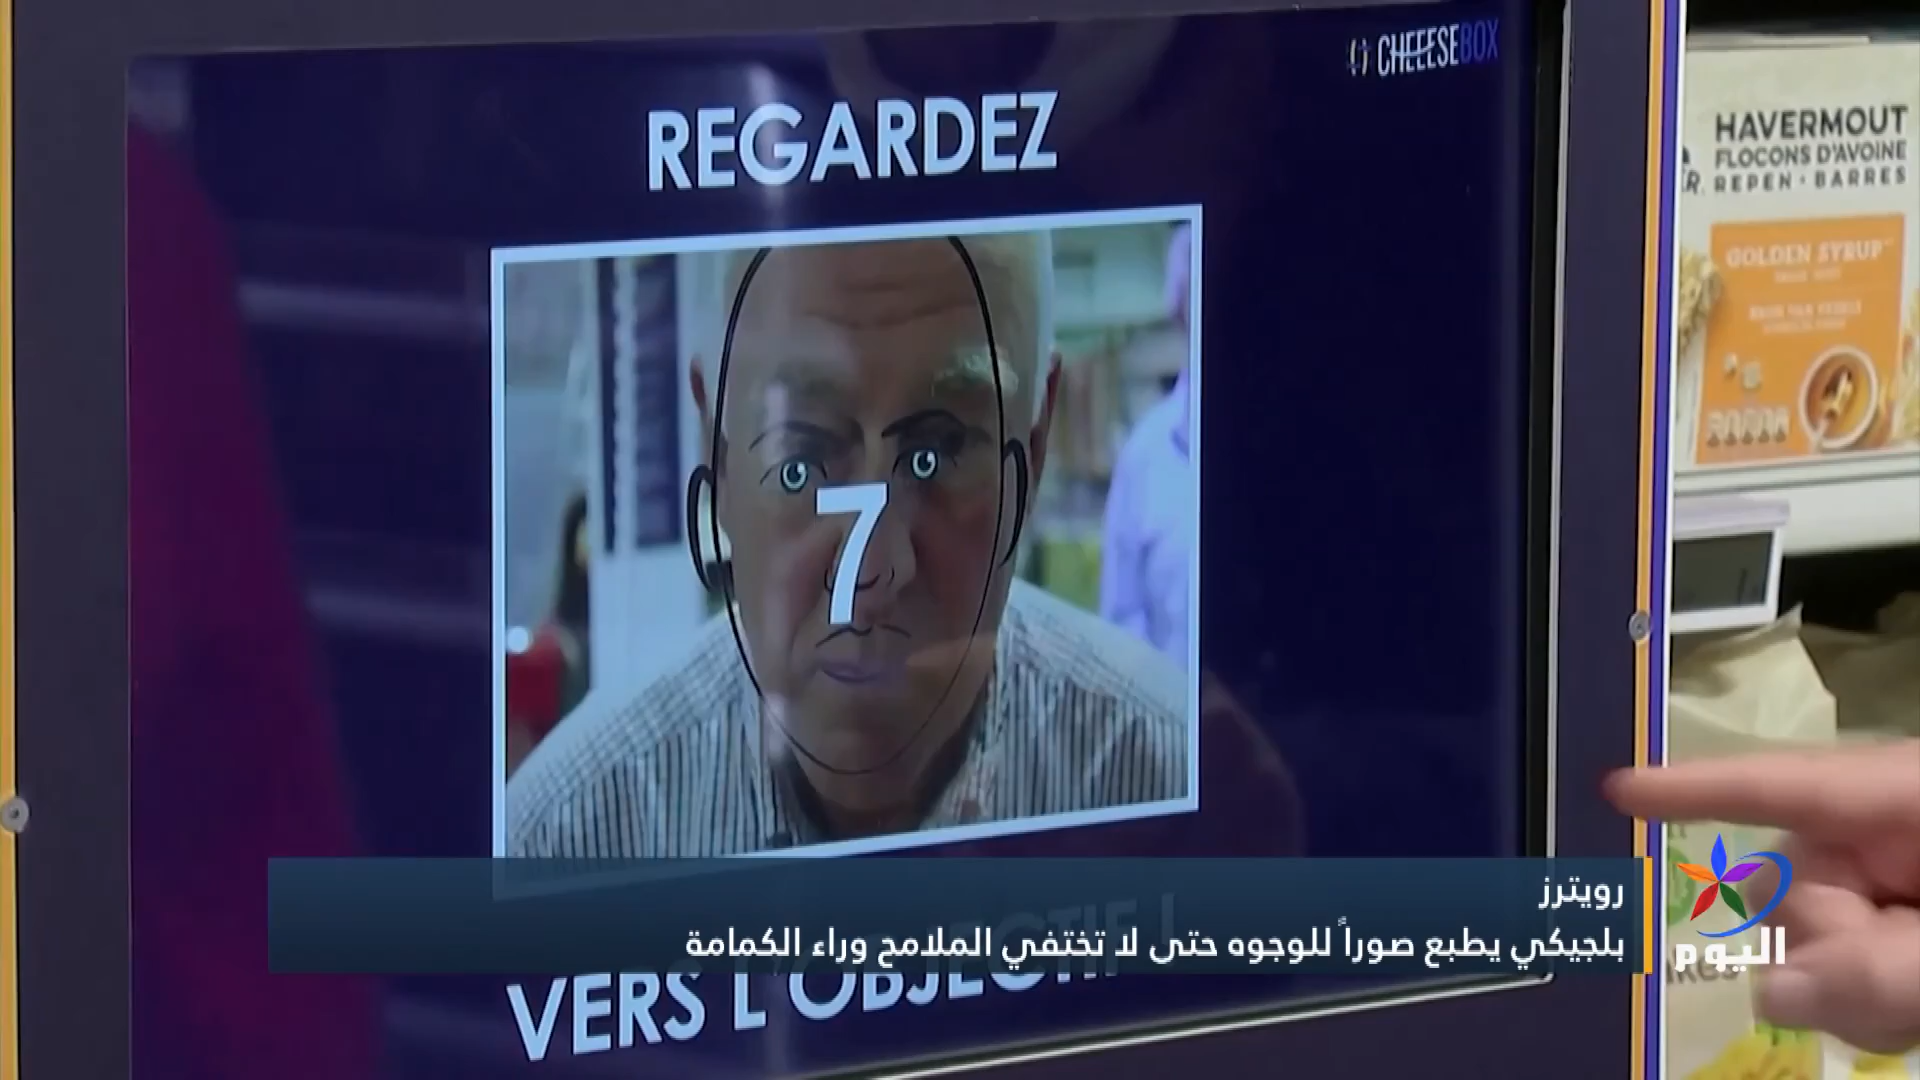 CHEEESEBOX
REGARDEZ
7
VERS L'OBJECTIF !
HAVERMOUT
FLOCONS D'AVOINE
REPEN • BARRES
GOLDEN SYRUP
رويترز
بلجيكي يطبع صوراً للوجوه حتى لا تختفي الملامح وراء الكمامة
اليوم